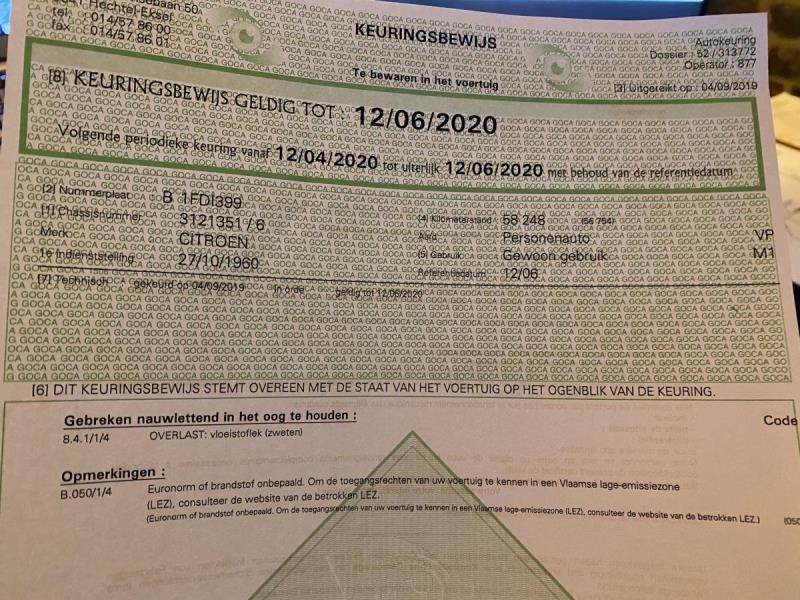 Hechtel-Eksel
tel. : 014/57 86 00
fax : 014/57 86 01
KEURINGSBEWIJS
Te bewaren in het voertuig
Autokeuring
Dossier : 52 / 313772
Operator : 877
[3] Uitgereikt op : 04/09/2019
[8] KEURINGSBEWIJS GELDIG TOT : 12/06/2020
Volgende periodieke keuring vanaf 12/04/2020 tot uiterlijk 12/06/2020 met behoud van de referentiedatum
[2] Nummerplaat B 1FDI399
[1] Chassisnummer 3121351 / 6
Merk CITROEN
1e Indienststelling 27/10/1960
[4] Kilometerstand 58 248 (56 754)
Aard Personenauto VP
[5] Gebruik Gewoon gebruik M1
Referentiedatum 12/06
[7] Technisch gekeurd op 04/09/2019 In orde geldig tot 12/06/2020
[6] DIT KEURINGSBEWIJS STEMT OVEREEN MET DE STAAT VAN HET VOERTUIG OP HET OGENBLIK VAN DE KEURING.
Gebreken nauwlettend in het oog te houden : Code
8.4.1/1/4 OVERLAST: vloeistoflek (zweten)
Opmerkingen :
B.050/1/4 Euronorm of brandstof onbepaald. Om de toegangsrechten van uw voertuig te kennen in een Vlaamse lage-emissiezone
(LEZ), consulteer de website van de betrokken LEZ.
(Euronorm of brandstof onbepaald. Om de toegangsrechten van uw voertuig te kennen in een Vlaamse lage-emissiezone (LEZ), consulteer de website van de betrokken LEZ.)